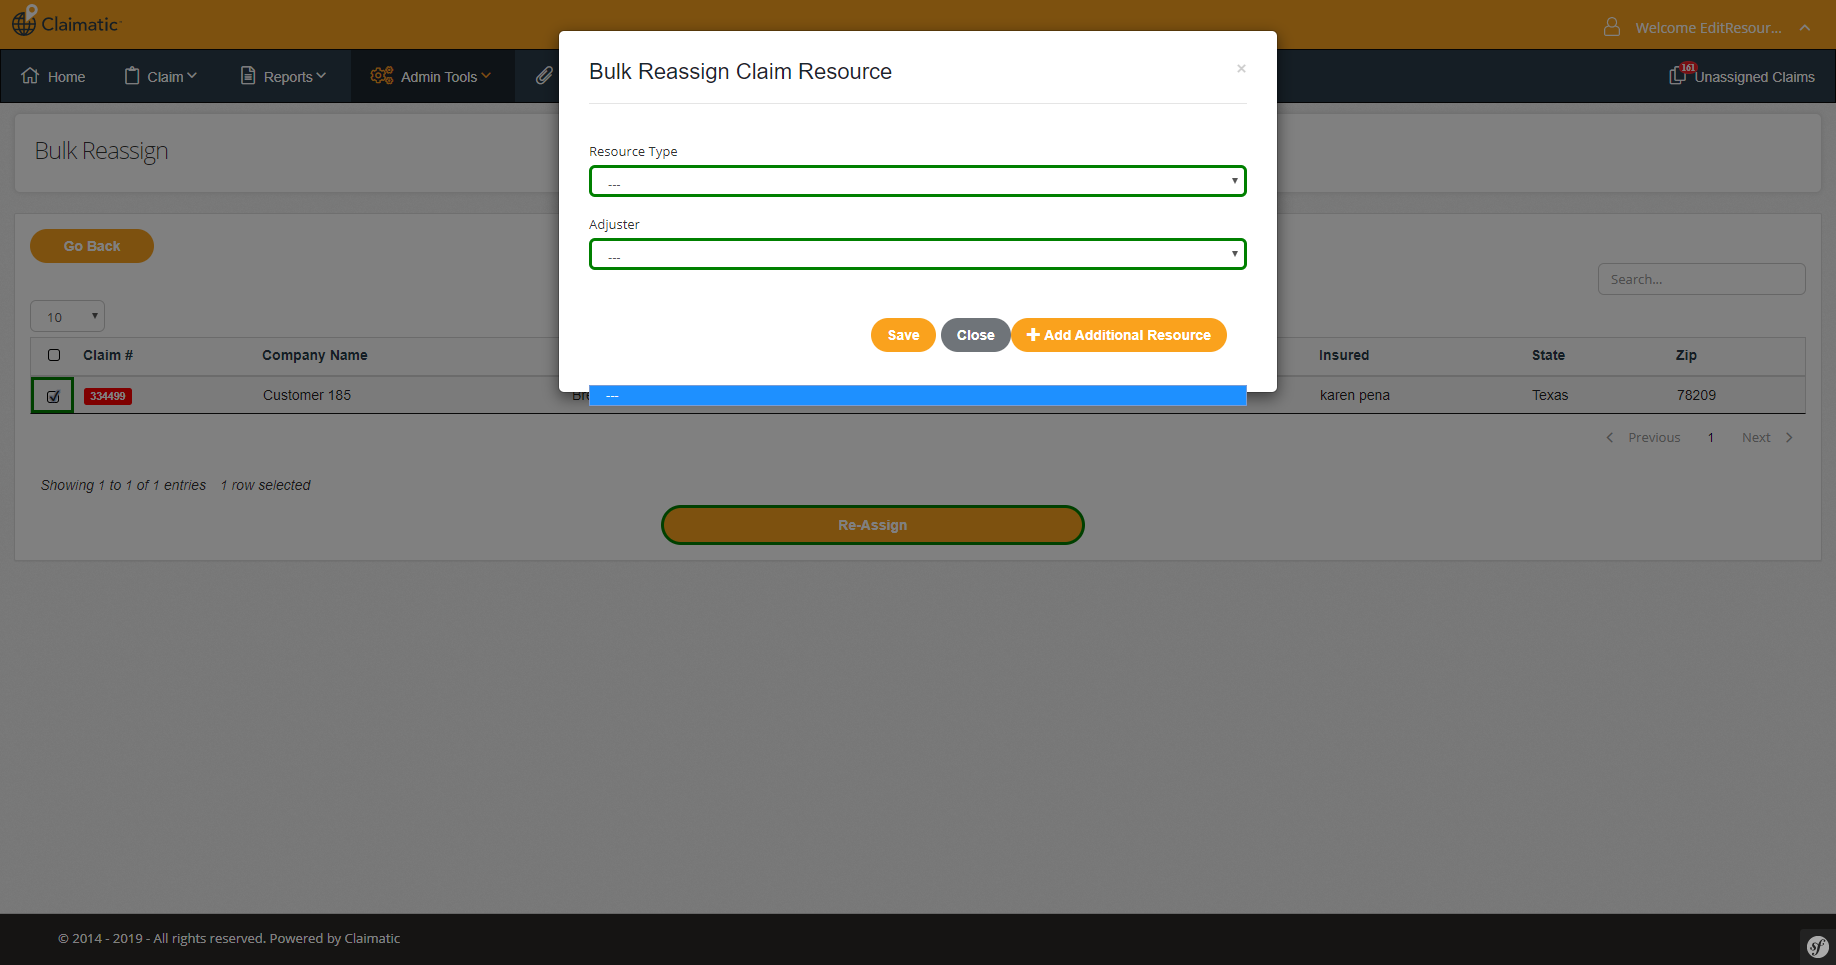 Claimatic
Welcome EditResour...
Home
Claim
Reports
Admin Tools
161
Unassigned Claims
Bulk Reassign Claim Resource
×
Bulk Reassign
Resource Type
---
Adjuster
---
Go Back
Search...
10
Save
Close
Add Additional Resource
Claim # Company Name Insured State Zip
334499 Customer 185 Bre karen pena Texas 78209
---
Previous 1 Next
Showing 1 to 1 of 1 entries 1 row selected
Re-Assign
© 2014 - 2019 - All rights reserved. Powered by Claimatic
sf